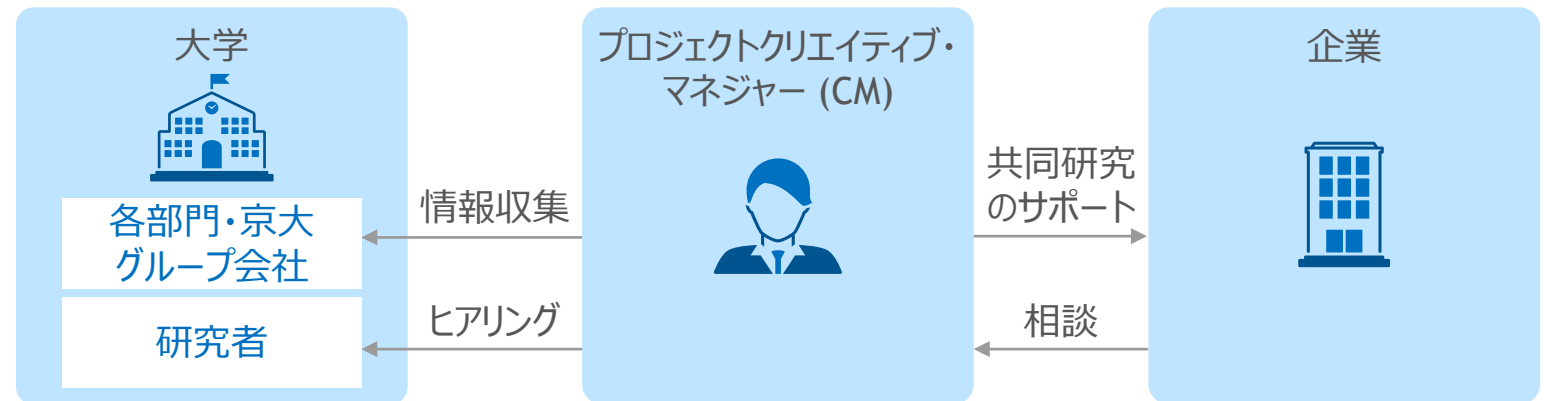 大学
各部門・京大
グループ会社
研究者
情報収集
ヒアリング
プロジェクトクリエイティブ・
マネジャー (CM)
共同研究
のサポート
相談
企業